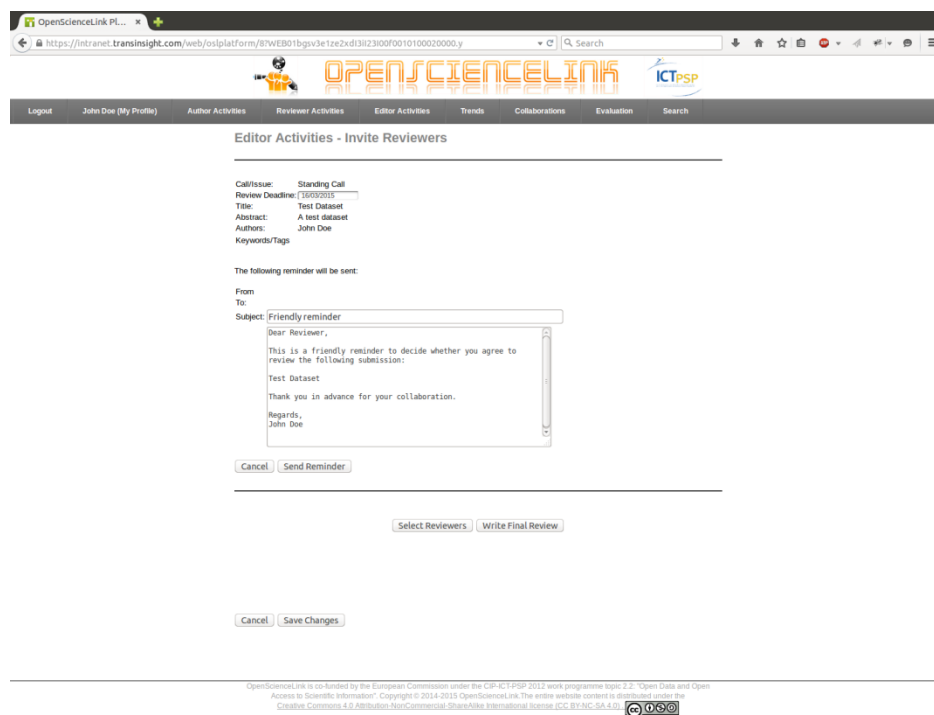 OpenScienceLink Pl... ×
https://intranet.transinsight.com/web/oslplatform/8?WEB01bgsv3e1ze2xdI3iI23I00f0010100020000.y
Search
OPENSCIENCELINK
ICT PSP
Logout John Doe (My Profile) Author Activities Reviewer Activities Editor Activities Trends Collaborations Evaluation Search
Editor Activities - Invite Reviewers
Call/Issue: Standing Call
Review Deadline: 16/03/2015
Title: Test Dataset
Abstract: A test dataset
Authors: John Doe
Keywords/Tags
The following reminder will be sent:
From
To:
Subject: Friendly reminder
Dear Reviewer,
This is a friendly reminder to decide whether you agree to
review the following submission:
Test Dataset
Thank you in advance for your collaboration.
Regards,
John Doe
Cancel Send Reminder
Select Reviewers Write Final Review
Cancel Save Changes
OpenScienceLink is co-funded by the European Commission under the CIP-ICT-PSP 2012 work programme topic 2.2: "Open Data and Open
Access to Scientific Information". Copyright © 2014-2015 OpenScienceLink.The entire website content is distributed under the
Creative Commons 4.0 Attribution-NonCommercial-ShareAlike International license (CC BY-NC-SA 4.0).